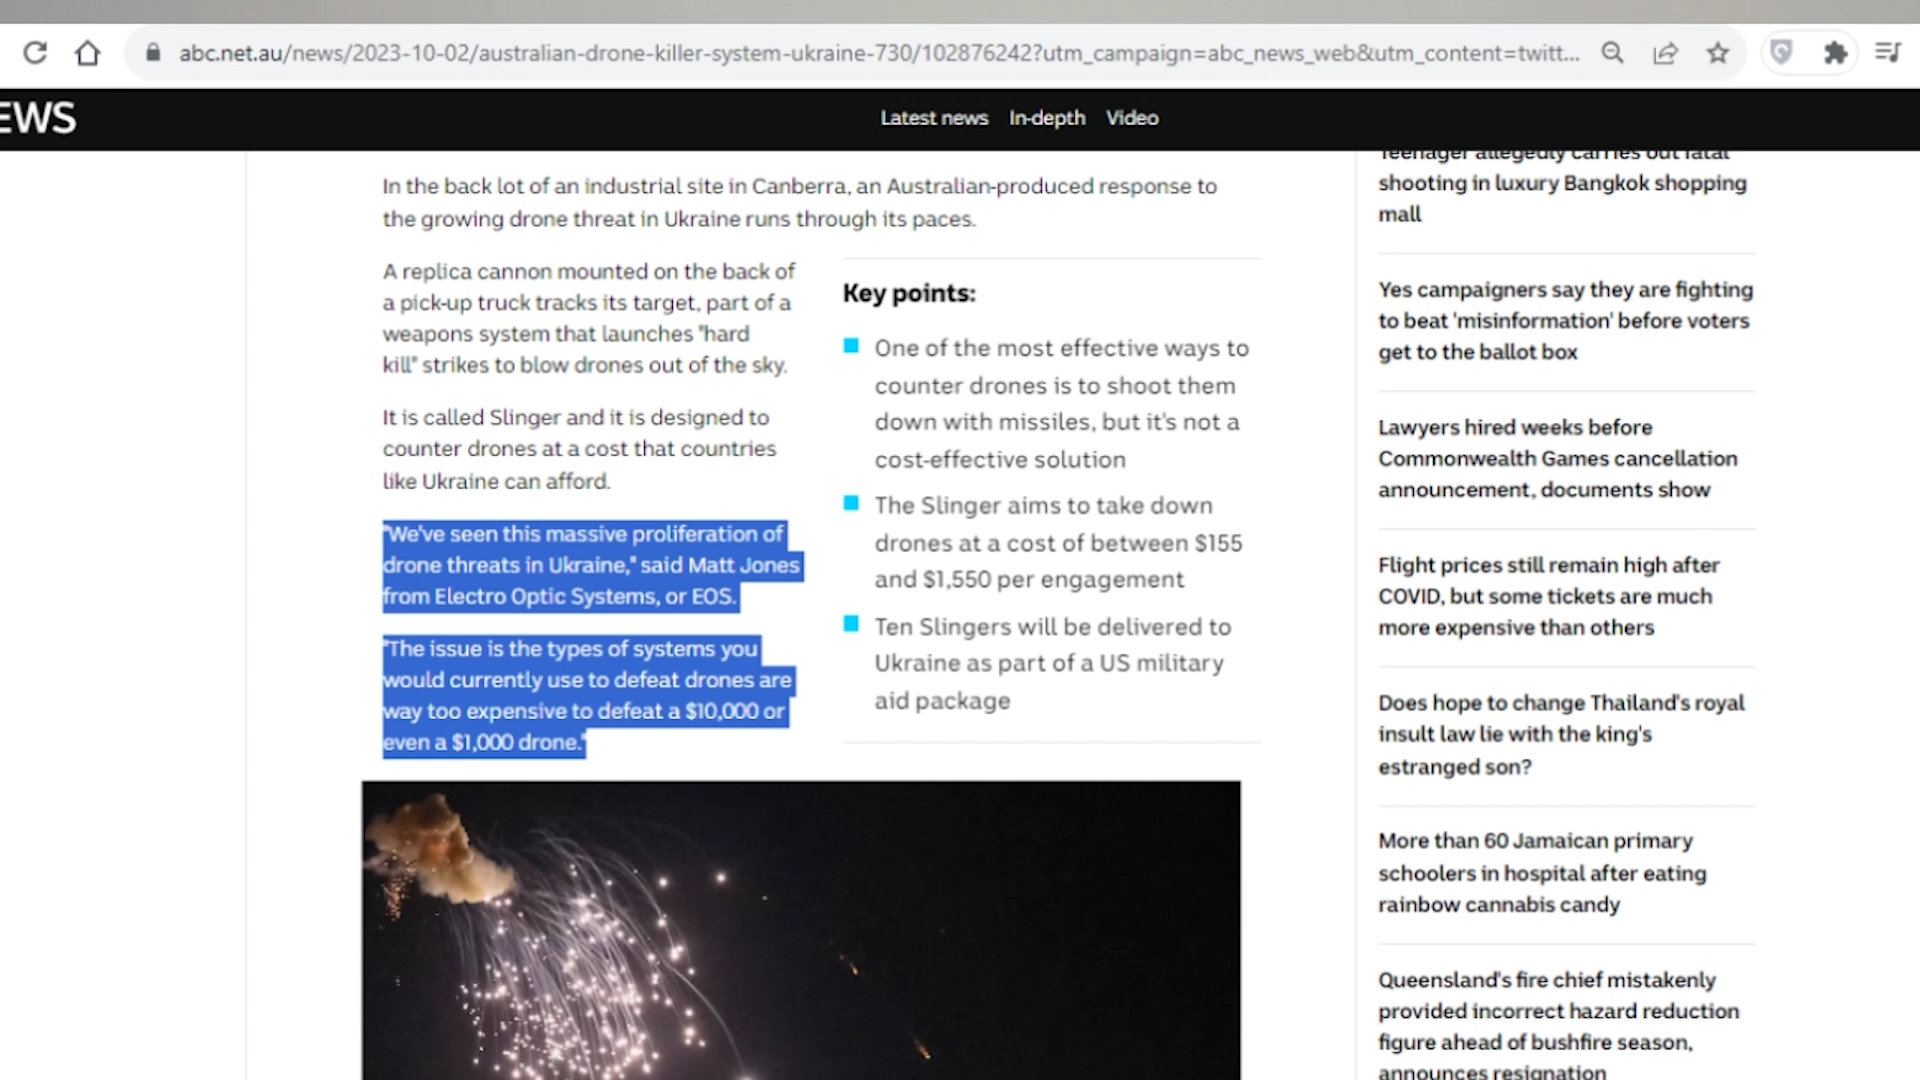 abc.net.au/news/2023-10-02/australian-drone-killer-system-ukraine-730/102876242?utm_campaign=abc_news_web&utm_content=twitt...
EWS
Latest news In-depth Video
In the back lot of an industrial site in Canberra, an Australian-produced response to
the growing drone threat in Ukraine runs through its paces.
A replica cannon mounted on the back of
a pick-up truck tracks its target, part of a
weapons system that launches "hard
kill" strikes to blow drones out of the sky.
It is called Slinger and it is designed to
counter drones at a cost that countries
like Ukraine can afford.
"We've seen this massive proliferation of
drone threats in Ukraine," said Matt Jones
from Electro Optic Systems, or EOS.
"The issue is the types of systems you
would currently use to defeat drones are
way too expensive to defeat a $10,000 or
even a $1,000 drone."
Key points:
One of the most effective ways to
counter drones is to shoot them
down with missiles, but it's not a
cost-effective solution
The Slinger aims to take down
drones at a cost of between $155
and $1,550 per engagement
Ten Slingers will be delivered to
Ukraine as part of a US military
aid package
Teenager allegedly carries out fatal
shooting in luxury Bangkok shopping
mall
Yes campaigners say they are fighting
to beat 'misinformation' before voters
get to the ballot box
Lawyers hired weeks before
Commonwealth Games cancellation
announcement, documents show
Flight prices still remain high after
COVID, but some tickets are much
more expensive than others
Does hope to change Thailand's royal
insult law lie with the king's
estranged son?
More than 60 Jamaican primary
schoolers in hospital after eating
rainbow cannabis candy
Queensland's fire chief mistakenly
provided incorrect hazard reduction
figure ahead of bushfire season,
announces resignation